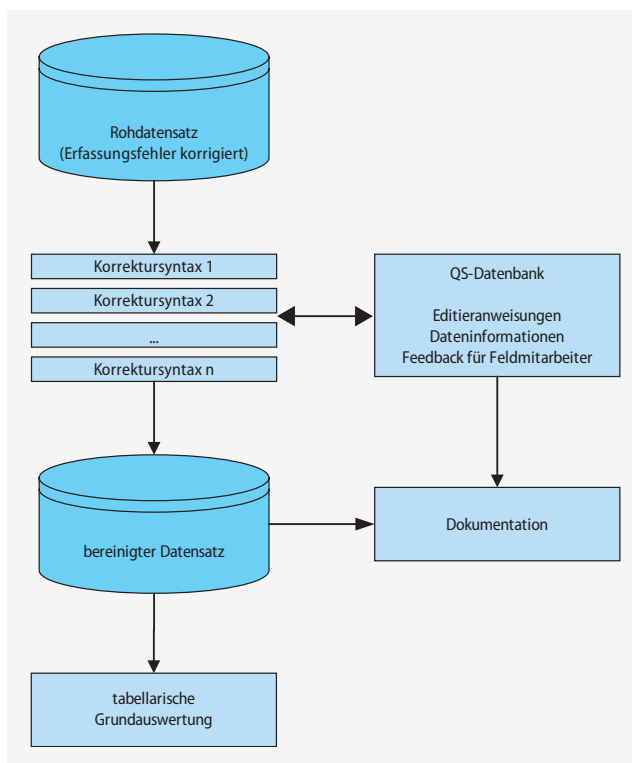 Rohdatensatz
(Erfassungsfehler korrigiert)
Korrektursyntax 1
Korrektursyntax 2
...
Korrektursyntax n
QS-Datenbank
Editieranweisungen
Dateninformationen
Feedback für Feldmitarbeiter
bereinigter Datensatz
Dokumentation
tabellarische
Grundauswertung